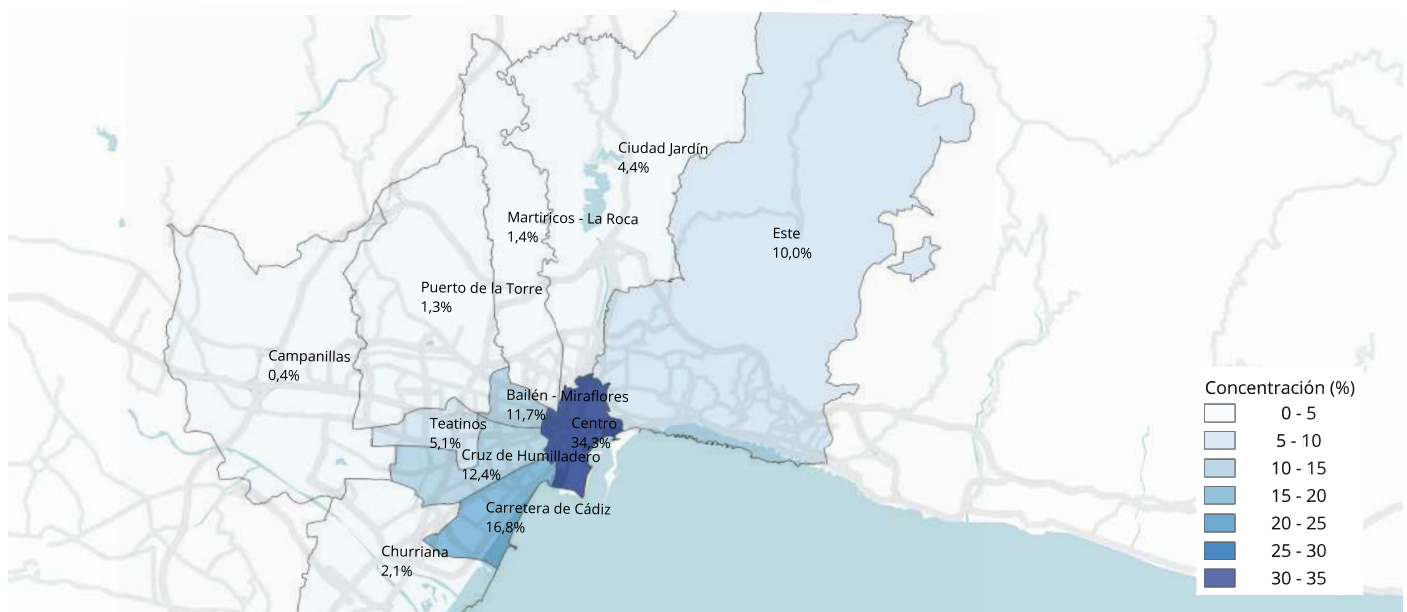 Ciudad Jardín
4,4%
Martiricos - La Roca
1,4%
Este
10,0%
Puerto de la Torre
1,3%
Campanillas
0,4%
Bailén - Miraflores
11,7%
Teatinos
5,1%
Centro
34,3%
Cruz de Humilladero
12,4%
Carretera de Cádiz
16,8%
Churriana
2,1%
Concentración (%)
0 - 5
5 - 10
10 - 15
15 - 20
20 - 25
25 - 30
30 - 35